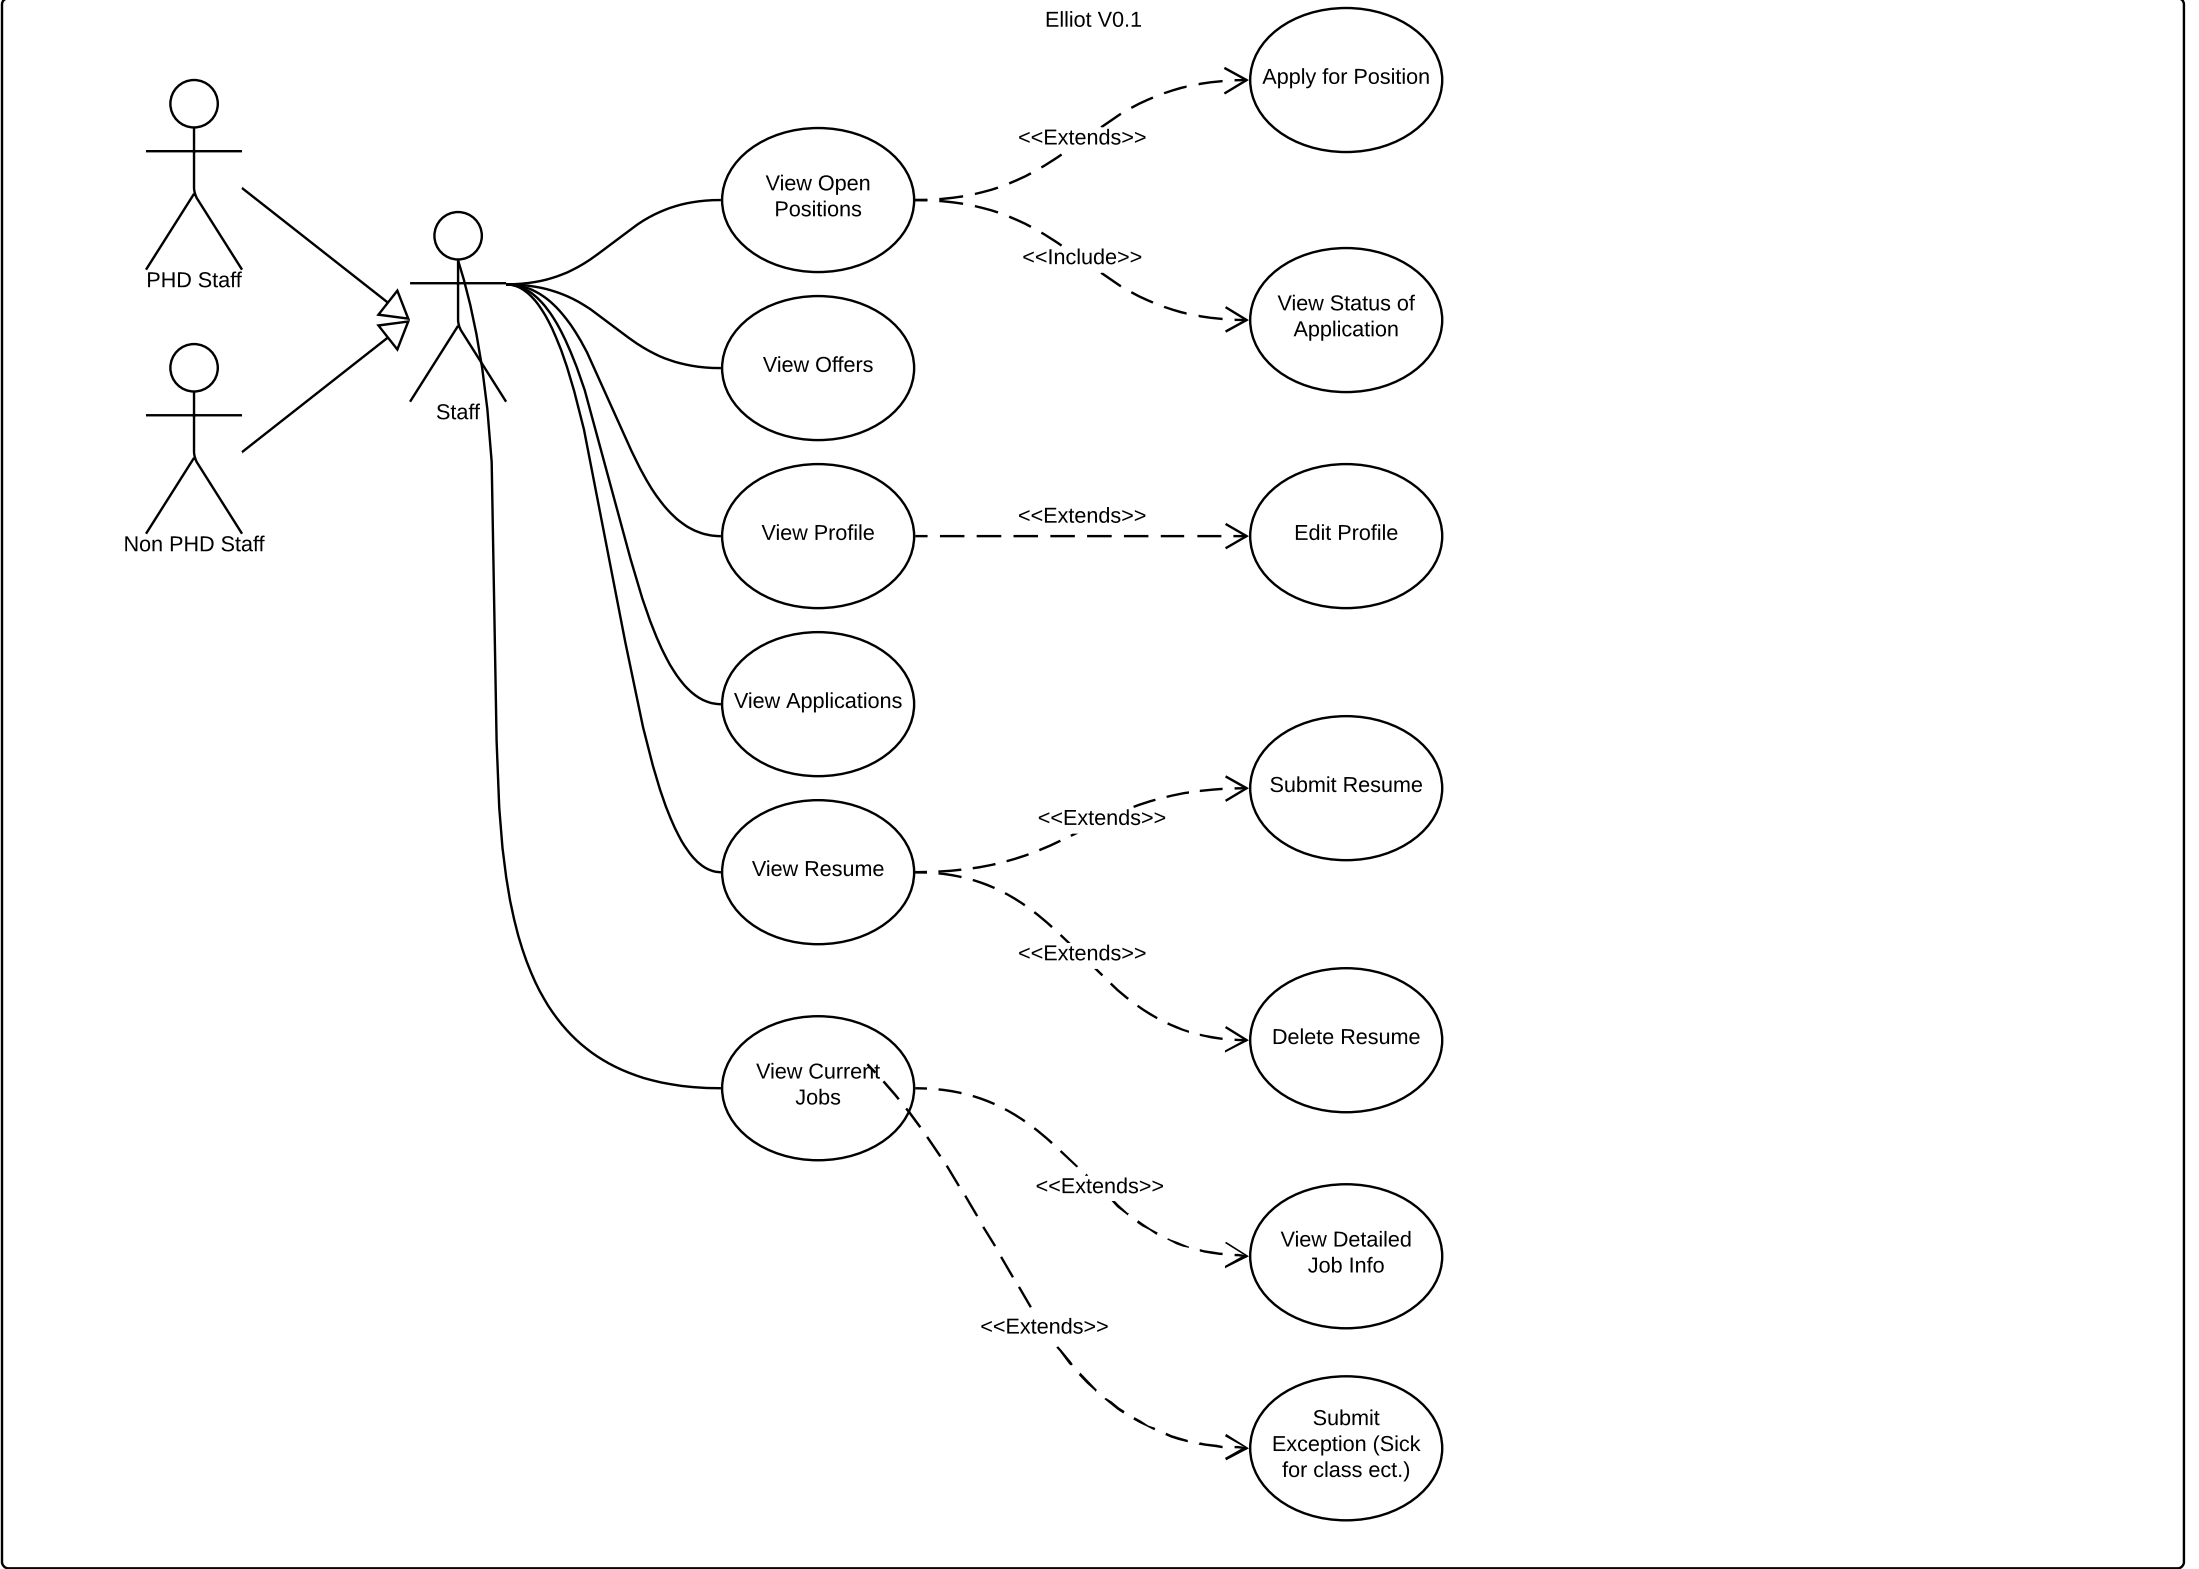 Elliot V0.1
Apply for Position
<<Extends>>
View Open
Positions
<<Include>>
PHD Staff
View Status of
Application
View Offers
Staff
<<Extends>>
View Profile
Edit Profile
Non PHD Staff
View Applications
Submit Resume
<<Extends>>
View Resume
<<Extends>>
Delete Resume
View Current
Jobs
<<Extends>>
View Detailed
Job Info
<<Extends>>
Submit
Exception (Sick
for class ect.)